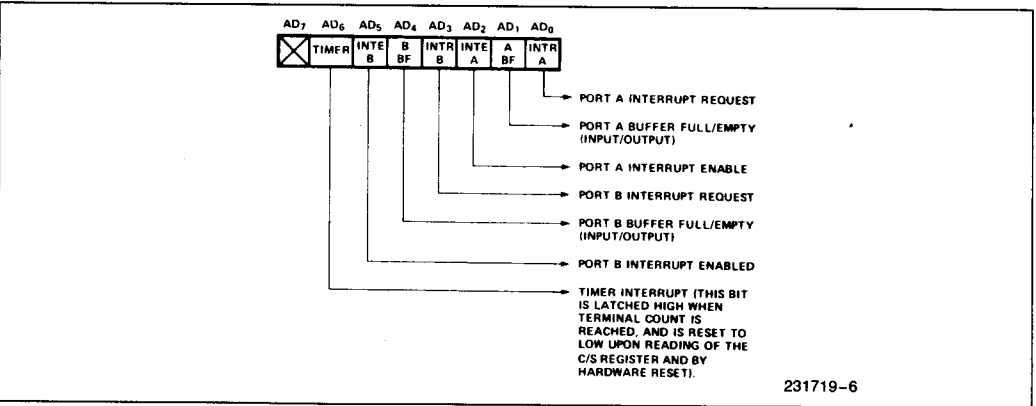 AD7 AD6 AD5 AD4 AD3 AD2 AD1 AD0
TIMER INTE B B BF INTR B INTE A A BF INTR A
PORT A INTERRUPT REQUEST
PORT A BUFFER FULL/EMPTY
(INPUT/OUTPUT)
PORT A INTERRUPT ENABLE
PORT B INTERRUPT REQUEST
PORT B BUFFER FULL/EMPTY
(INPUT/OUTPUT)
PORT B INTERRUPT ENABLED
TIMER INTERRUPT (THIS BIT
IS LATCHED HIGH WHEN
TERMINAL COUNT IS
REACHED, AND IS RESET TO
LOW UPON READING OF THE
C/S REGISTER AND BY
HARDWARE RESET).
231719-6